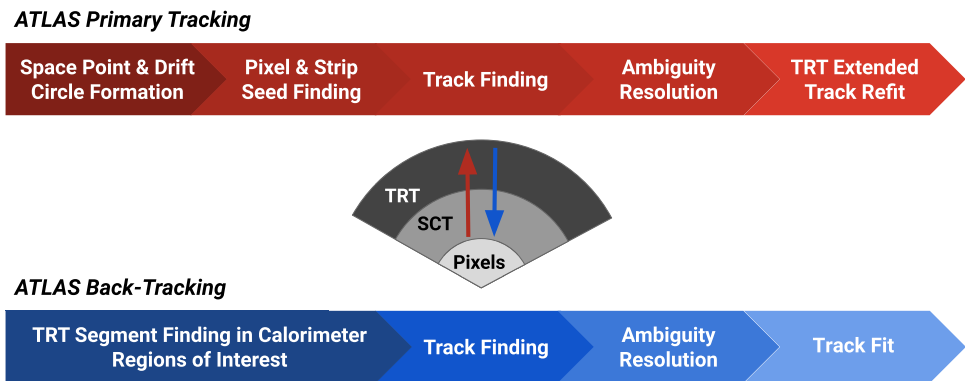 ATLAS Primary Tracking
Space Point & Drift
Circle Formation
Pixel & Strip
Seed Finding
Track Finding
Ambiguity
Resolution
TRT Extended
Track Refit
TRT
SCT
Pixels
ATLAS Back-Tracking
TRT Segment Finding in Calorimeter
Regions of Interest
Track Finding
Ambiguity
Resolution
Track Fit